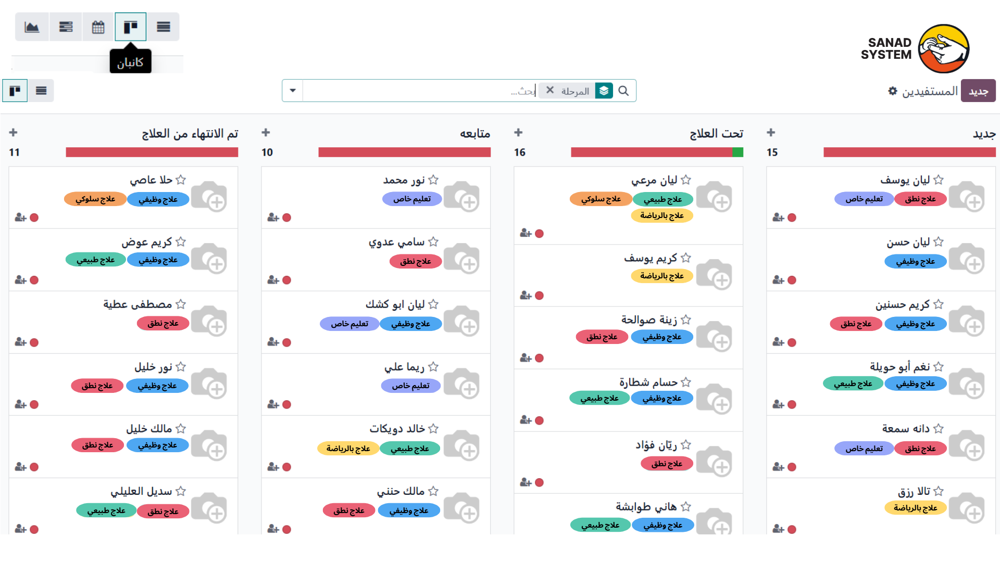 كانبان
SANAD
SYSTEM
جديد
المستفيدين
المرحلة
بحث...
جديد
15
ليان يوسف
علاج نطق
تعليم خاص
ليان حسن
علاج وظيفي
كريم حسنين
علاج وظيفي
علاج نطق
نغم أبو حويلة
علاج وظيفي
علاج طبيعي
دانه سمعة
علاج نطق
تعليم خاص
تالا رزق
علاج بالرياضة
تحت العلاج
16
ليان مرعي
علاج طبيعي
علاج سلوكي
علاج بالرياضة
كريم يوسف
علاج بالرياضة
زينة صوالحة
علاج وظيفي
علاج نطق
حسام شطارة
علاج وظيفي
علاج طبيعي
ريّان فؤاد
علاج نطق
هاني طوابشة
علاج وظيفي
علاج طبيعي
متابعه
10
نور محمد
تعليم خاص
سامي عدوي
علاج نطق
ليان ابو كشك
علاج وظيفي
تعليم خاص
ريما علي
تعليم خاص
خالد دويكات
علاج طبيعي
علاج بالرياضة
مالك حنني
علاج وظيفي
علاج نطق
تم الانتهاء من العلاج
11
حلا عاصي
علاج وظيفي
علاج سلوكي
كريم عوض
علاج وظيفي
علاج طبيعي
مصطفى عطية
علاج نطق
نور خليل
علاج وظيفي
علاج نطق
مالك خليل
علاج وظيفي
علاج نطق
سديل العليلي
علاج نطق
علاج طبيعي